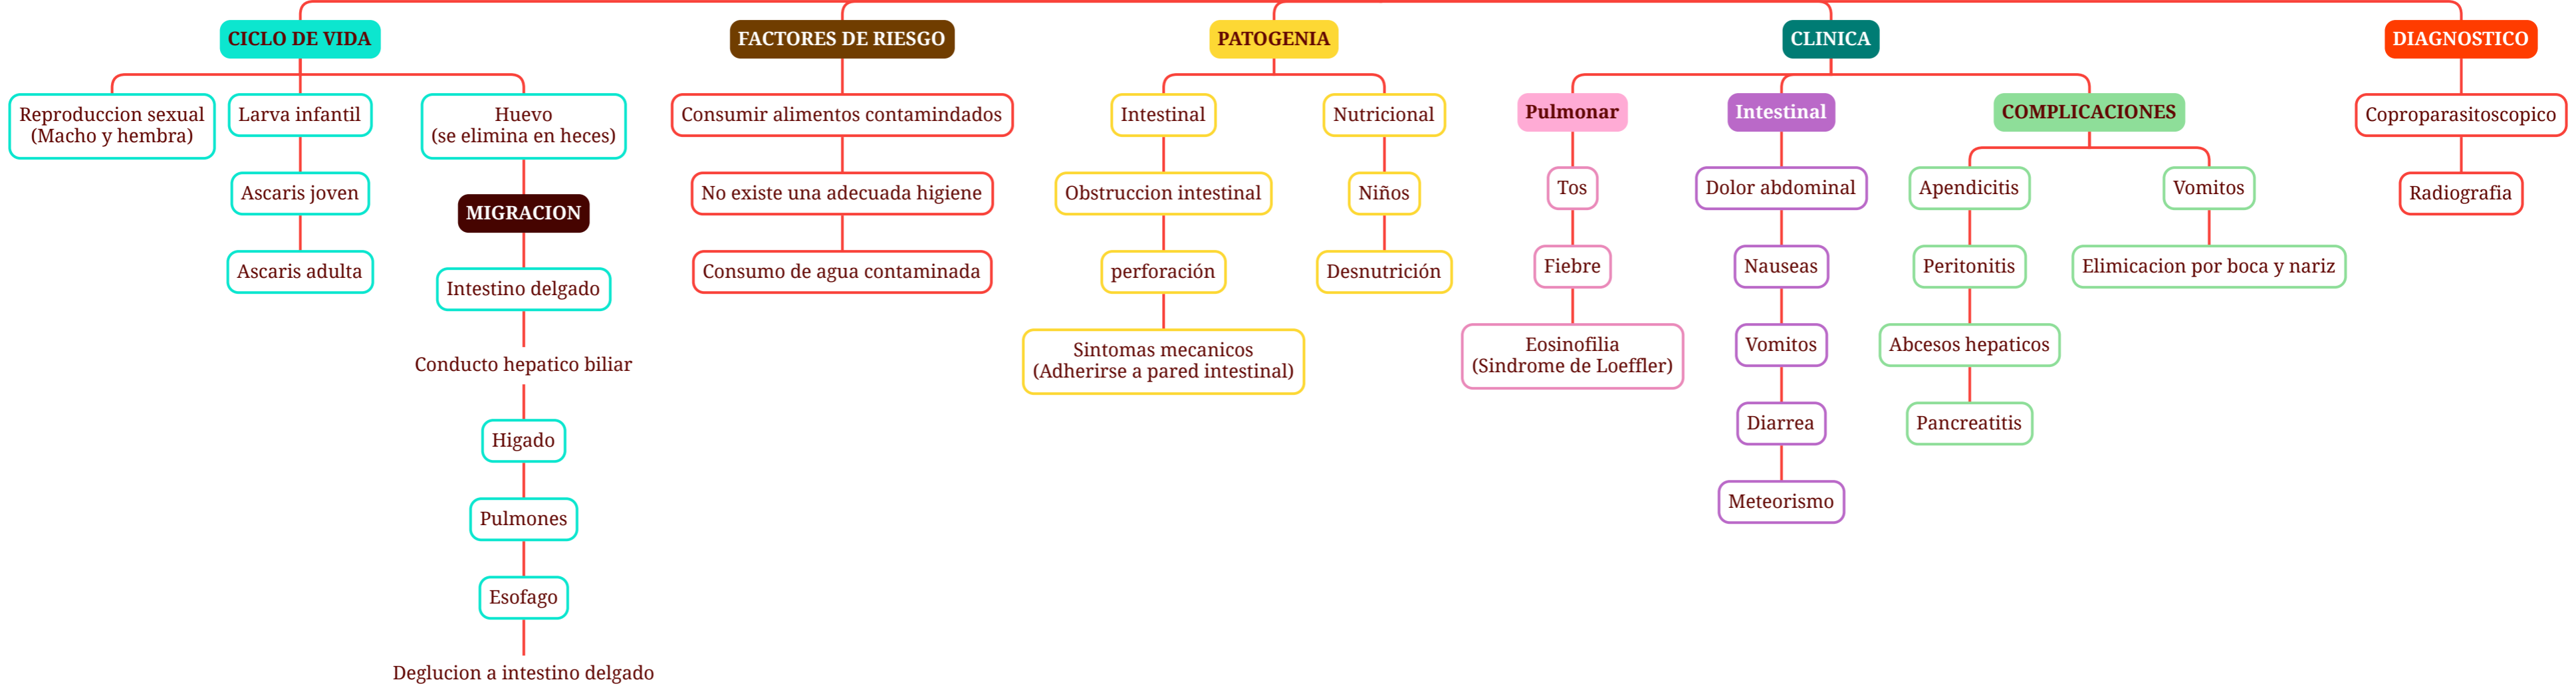 CICLO DE VIDA
Reproduccion sexual
(Macho y hembra)
Larva infantil
Ascaris joven
Ascaris adulta
Huevo
(se elimina en heces)
MIGRACION
Intestino delgado
Conducto hepatico biliar
Higado
Pulmones
Esofago
Deglucion a intestino delgado
FACTORES DE RIESGO
Consumir alimentos contamindados
No existe una adecuada higiene
Consumo de agua contaminada
PATOGENIA
Intestinal
Obstruccion intestinal
perforación
Sintomas mecanicos
(Adherirse a pared intestinal)
Nutricional
Niños
Desnutrición
CLINICA
Pulmonar
Tos
Fiebre
Eosinofilia
(Sindrome de Loeffler)
Intestinal
Dolor abdominal
Nauseas
Vomitos
Diarrea
Meteorismo
COMPLICACIONES
Apendicitis
Peritonitis
Abcesos hepaticos
Pancreatitis
Vomitos
Elimicacion por boca y nariz
DIAGNOSTICO
Coproparasitoscopico
Radiografia